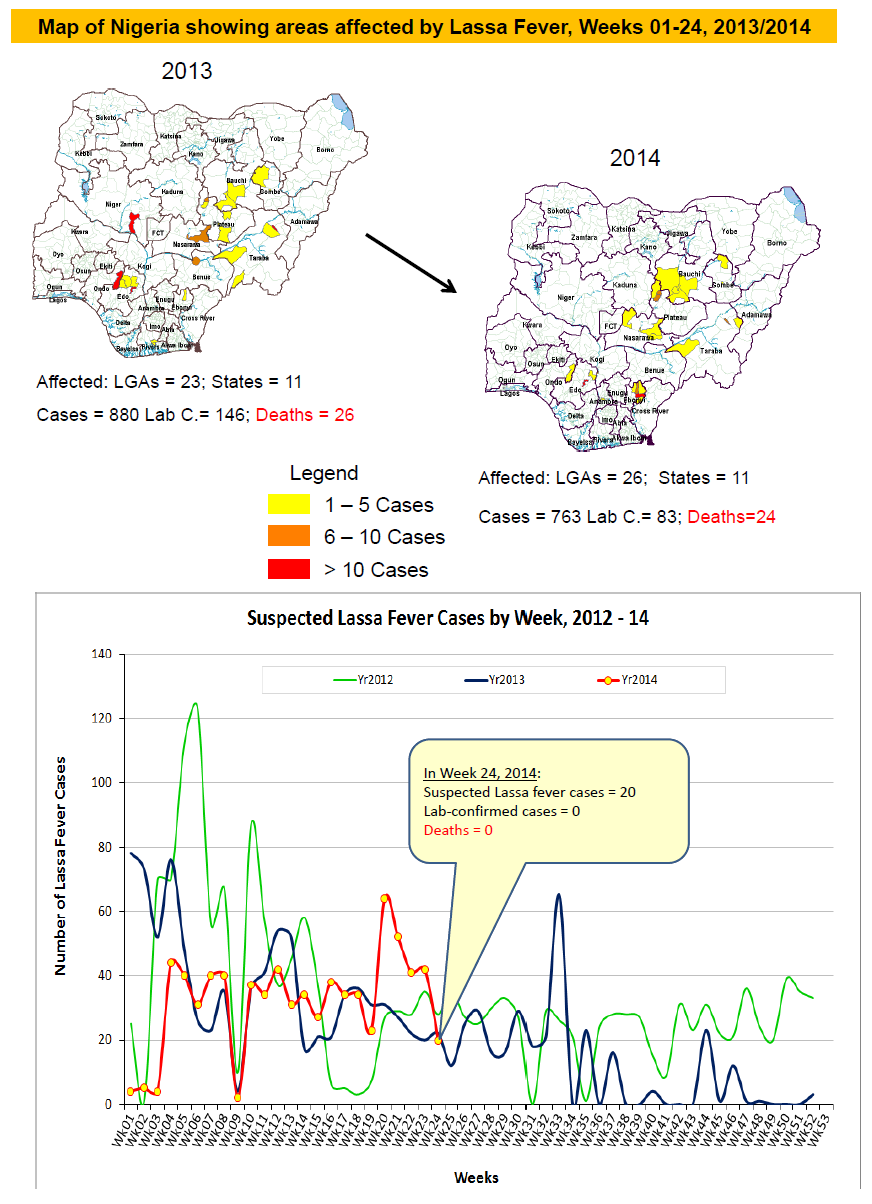 Map of Nigeria showing areas affected by Lassa Fever, Weeks 01-24, 2013/2014
2013
Sokoto
Katsina
Zamfara
Kebbi
Kano
Jigawa
Yobe
Borno
Bauchi
Gombe
Kaduna
Niger
Plateau
Adamawa
FCT
Kwara
Nasarawa
Taraba
Oyo
Ekiti
Kogi
Osun
Benue
Ondo
Edo
Enugu
Ogun
Lagos
Anambra
Ebonyi
Cross River
Delta
Imo
Abia
Bayelsa
Rivers
Akwa Ibom
Affected: LGAs = 23; States = 11
Cases = 880 Lab C.= 146; Deaths = 26
2014
Sokoto
Katsina
Zamfara
Kebbi
Kano
Jigawa
Yobe
Borno
Bauchi
Gombe
Kaduna
Niger
Plateau
Adamawa
FCT
Kwara
Nasarawa
Taraba
Oyo
Ekiti
Kogi
Osun
Benue
Ondo
Edo
Enugu
Ogun
Lagos
Anambra
Ebonyi
Cross River
Delta
Imo
Abia
Bayelsa
Rivers
Akwa Ibom
Affected: LGAs = 26; States = 11
Cases = 763 Lab C.= 83; Deaths=24
Legend
1 – 5 Cases
6 – 10 Cases
> 10 Cases
Suspected Lassa Fever Cases by Week, 2012 - 14
Yr2012
Yr2013
Yr2014
In Week 24, 2014:
Suspected Lassa fever cases = 20
Lab-confirmed cases = 0
Deaths = 0
Number of Lassa Fever Cases
140
120
100
80
60
40
20
0
Wk01
Wk02
Wk03
Wk04
Wk05
Wk06
Wk07
Wk08
Wk09
Wk10
Wk11
Wk12
Wk13
Wk14
Wk15
Wk16
Wk17
Wk18
Wk19
Wk20
Wk21
Wk22
Wk23
Wk24
Wk25
Wk26
Wk27
Wk28
Wk29
Wk30
Wk31
Wk32
Wk33
Wk34
Wk35
Wk36
Wk37
Wk38
Wk39
Wk40
Wk41
Wk42
Wk43
Wk44
Wk45
Wk46
Wk47
Wk48
Wk49
Wk50
Wk51
Wk52
Wk53
Weeks